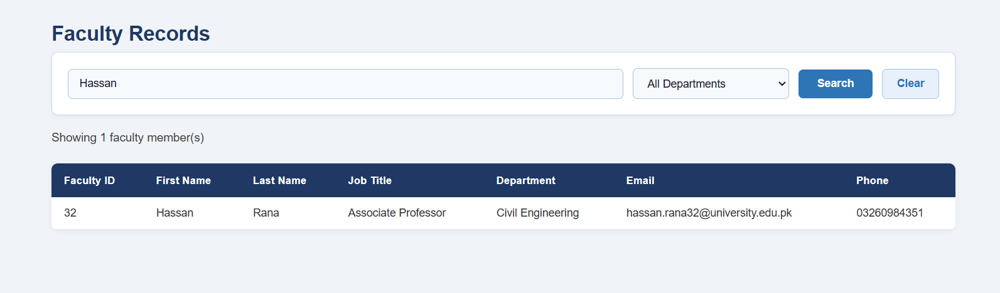 Faculty Records
Hassan All Departments Search Clear
Showing 1 faculty member(s)
Faculty ID First Name Last Name Job Title Department Email Phone
32 Hassan Rana Associate Professor Civil Engineering hassan.rana32@university.edu.pk 03260984351